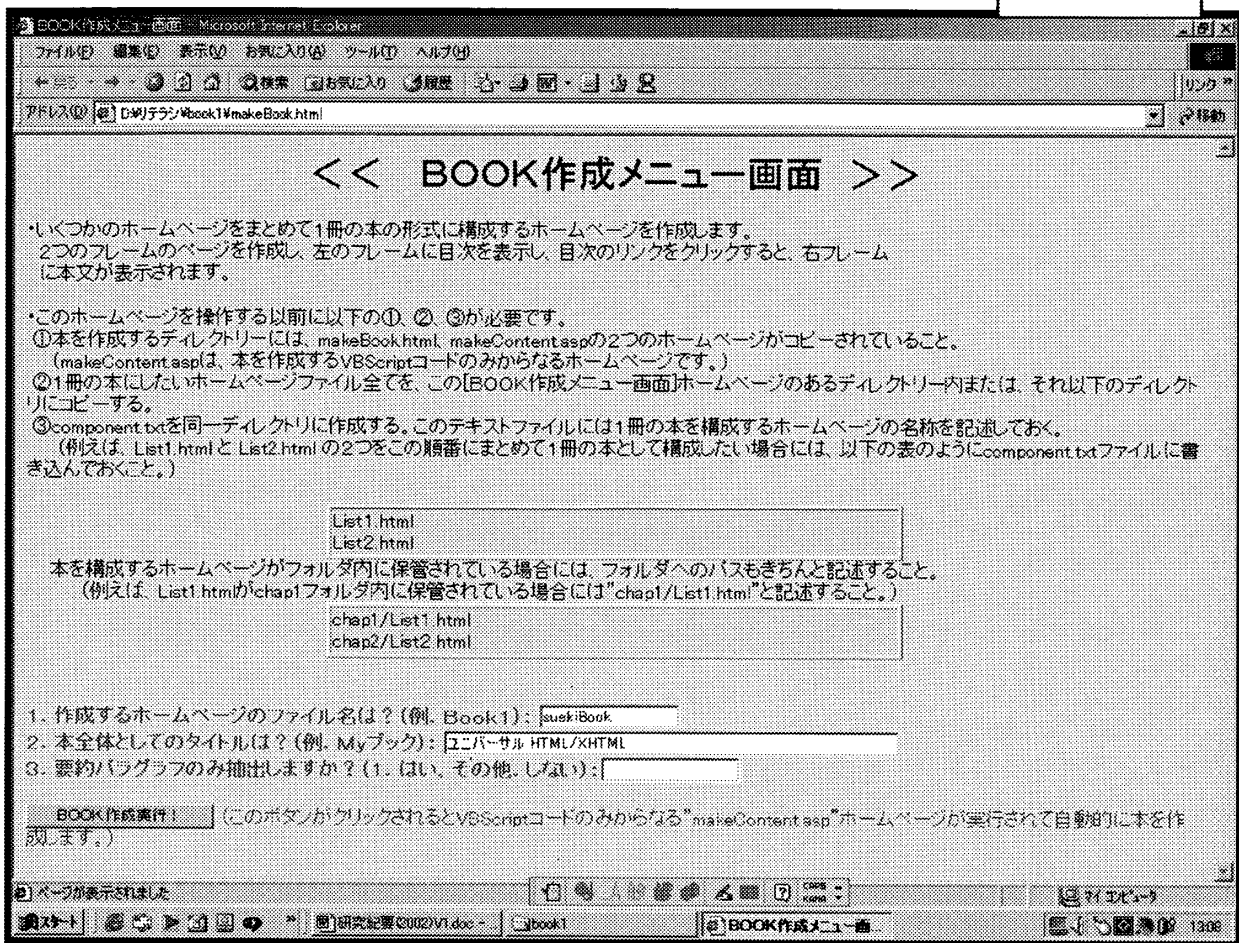 BOOK作成メニュー画面 - Microsoft Internet Explorer
ファイル(F) 編集(E) 表示(V) お気に入り(A) ツール(T) ヘルプ(H)
検索 お気に入り 履歴
リンク »
アドレス(D) D:¥リテラシ¥book1¥makeBook.html
移動
<< BOOK作成メニュー画面 >>
・いくつかのホームページをまとめて1冊の本の形式に構成するホームページを作成します。
2つのフレームのページを作成し、左のフレームに目次を表示し、目次のリンクをクリックすると、右フレーム
に本文が表示されます。
・このホームページを操作する以前に以下の①、②、③が必要です。
①本を作成するディレクトリーには、makeBook.html、makeContent.aspの2つのホームページがコピーされていること。
(makeContent.aspは、本を作成するVBScriptコードのみからなるホームページです。)
②1冊の本にしたいホームページファイル全てを、この[BOOK作成メニュー画面]ホームページのあるディレクトリー内または、それ以下のディレクト
リにコピーする。
③component.txtを同一ディレクトリに作成する。このテキストファイルには1冊の本を構成するホームページの名称を記述しておく。
(例えば、List1.html と List2.html の2つをこの順番にまとめて1冊の本として構成したい場合には、以下の表のようにcomponent.txtファイルに書
き込んでおくこと。)
List1.html
List2.html
本を構成するホームページがフォルダ内に保管されている場合には、フォルダへのパスもきちんと記述すること。
(例えば、List1.htmlがchap1フォルダ内に保管されている場合には"chap1/List1.html"と記述すること。)
chap1/List1.html
chap2/List2.html
1. 作成するホームページのファイル名は?(例. Book1): suekiBook
2. 本全体としてのタイトルは?(例. Myブック): ユニバーサル HTML/XHTML
3. 要約パラグラフのみ抽出しますか?(1. はい、その他. しない):
BOOK作成実行! (このボタンがクリックされるとVBScriptコードのみからなる"makeContent.asp"ホームページが実行されて自動的に本を作
成します。)
ページが表示されました
CAPS
KANA
マイ コンピュータ
スタート
研究紀要(2002)V1.doc -
book1
BOOK作成メニュー画...
13:08